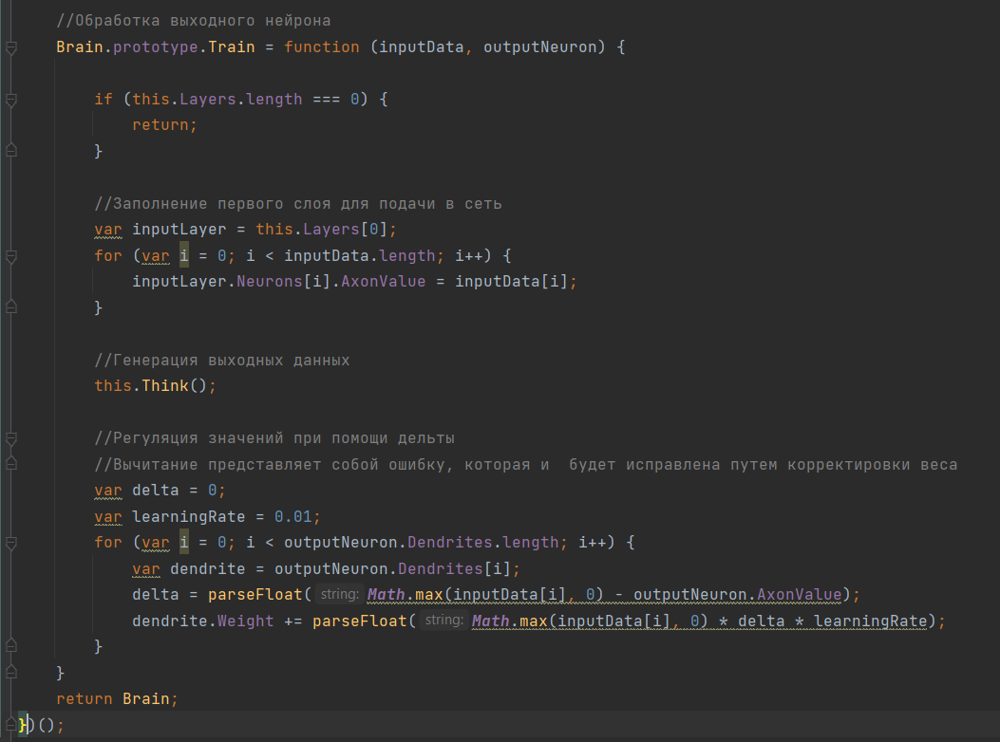 //Обработка выходного нейрона
Brain.prototype.Train = function (inputData, outputNeuron) {
if (this.Layers.length === 0) {
return;
}
//Заполнение первого слоя для подачи в сеть
var inputLayer = this.Layers[0];
for (var i = 0; i < inputData.length; i++) {
inputLayer.Neurons[i].AxonValue = inputData[i];
}
//Генерация выходных данных
this.Think();
//Регуляция значений при помощи дельты
//Вычитание представляет собой ошибку, которая и  будет исправлена путем корректировки веса
var delta = 0;
var learningRate = 0.01;
for (var i = 0; i < outputNeuron.Dendrites.length; i++) {
var dendrite = outputNeuron.Dendrites[i];
delta = parseFloat( string: Math.max(inputData[i], 0) - outputNeuron.AxonValue);
dendrite.Weight += parseFloat( string: Math.max(inputData[i], 0) * delta * learningRate);
}
}
return Brain;
})();